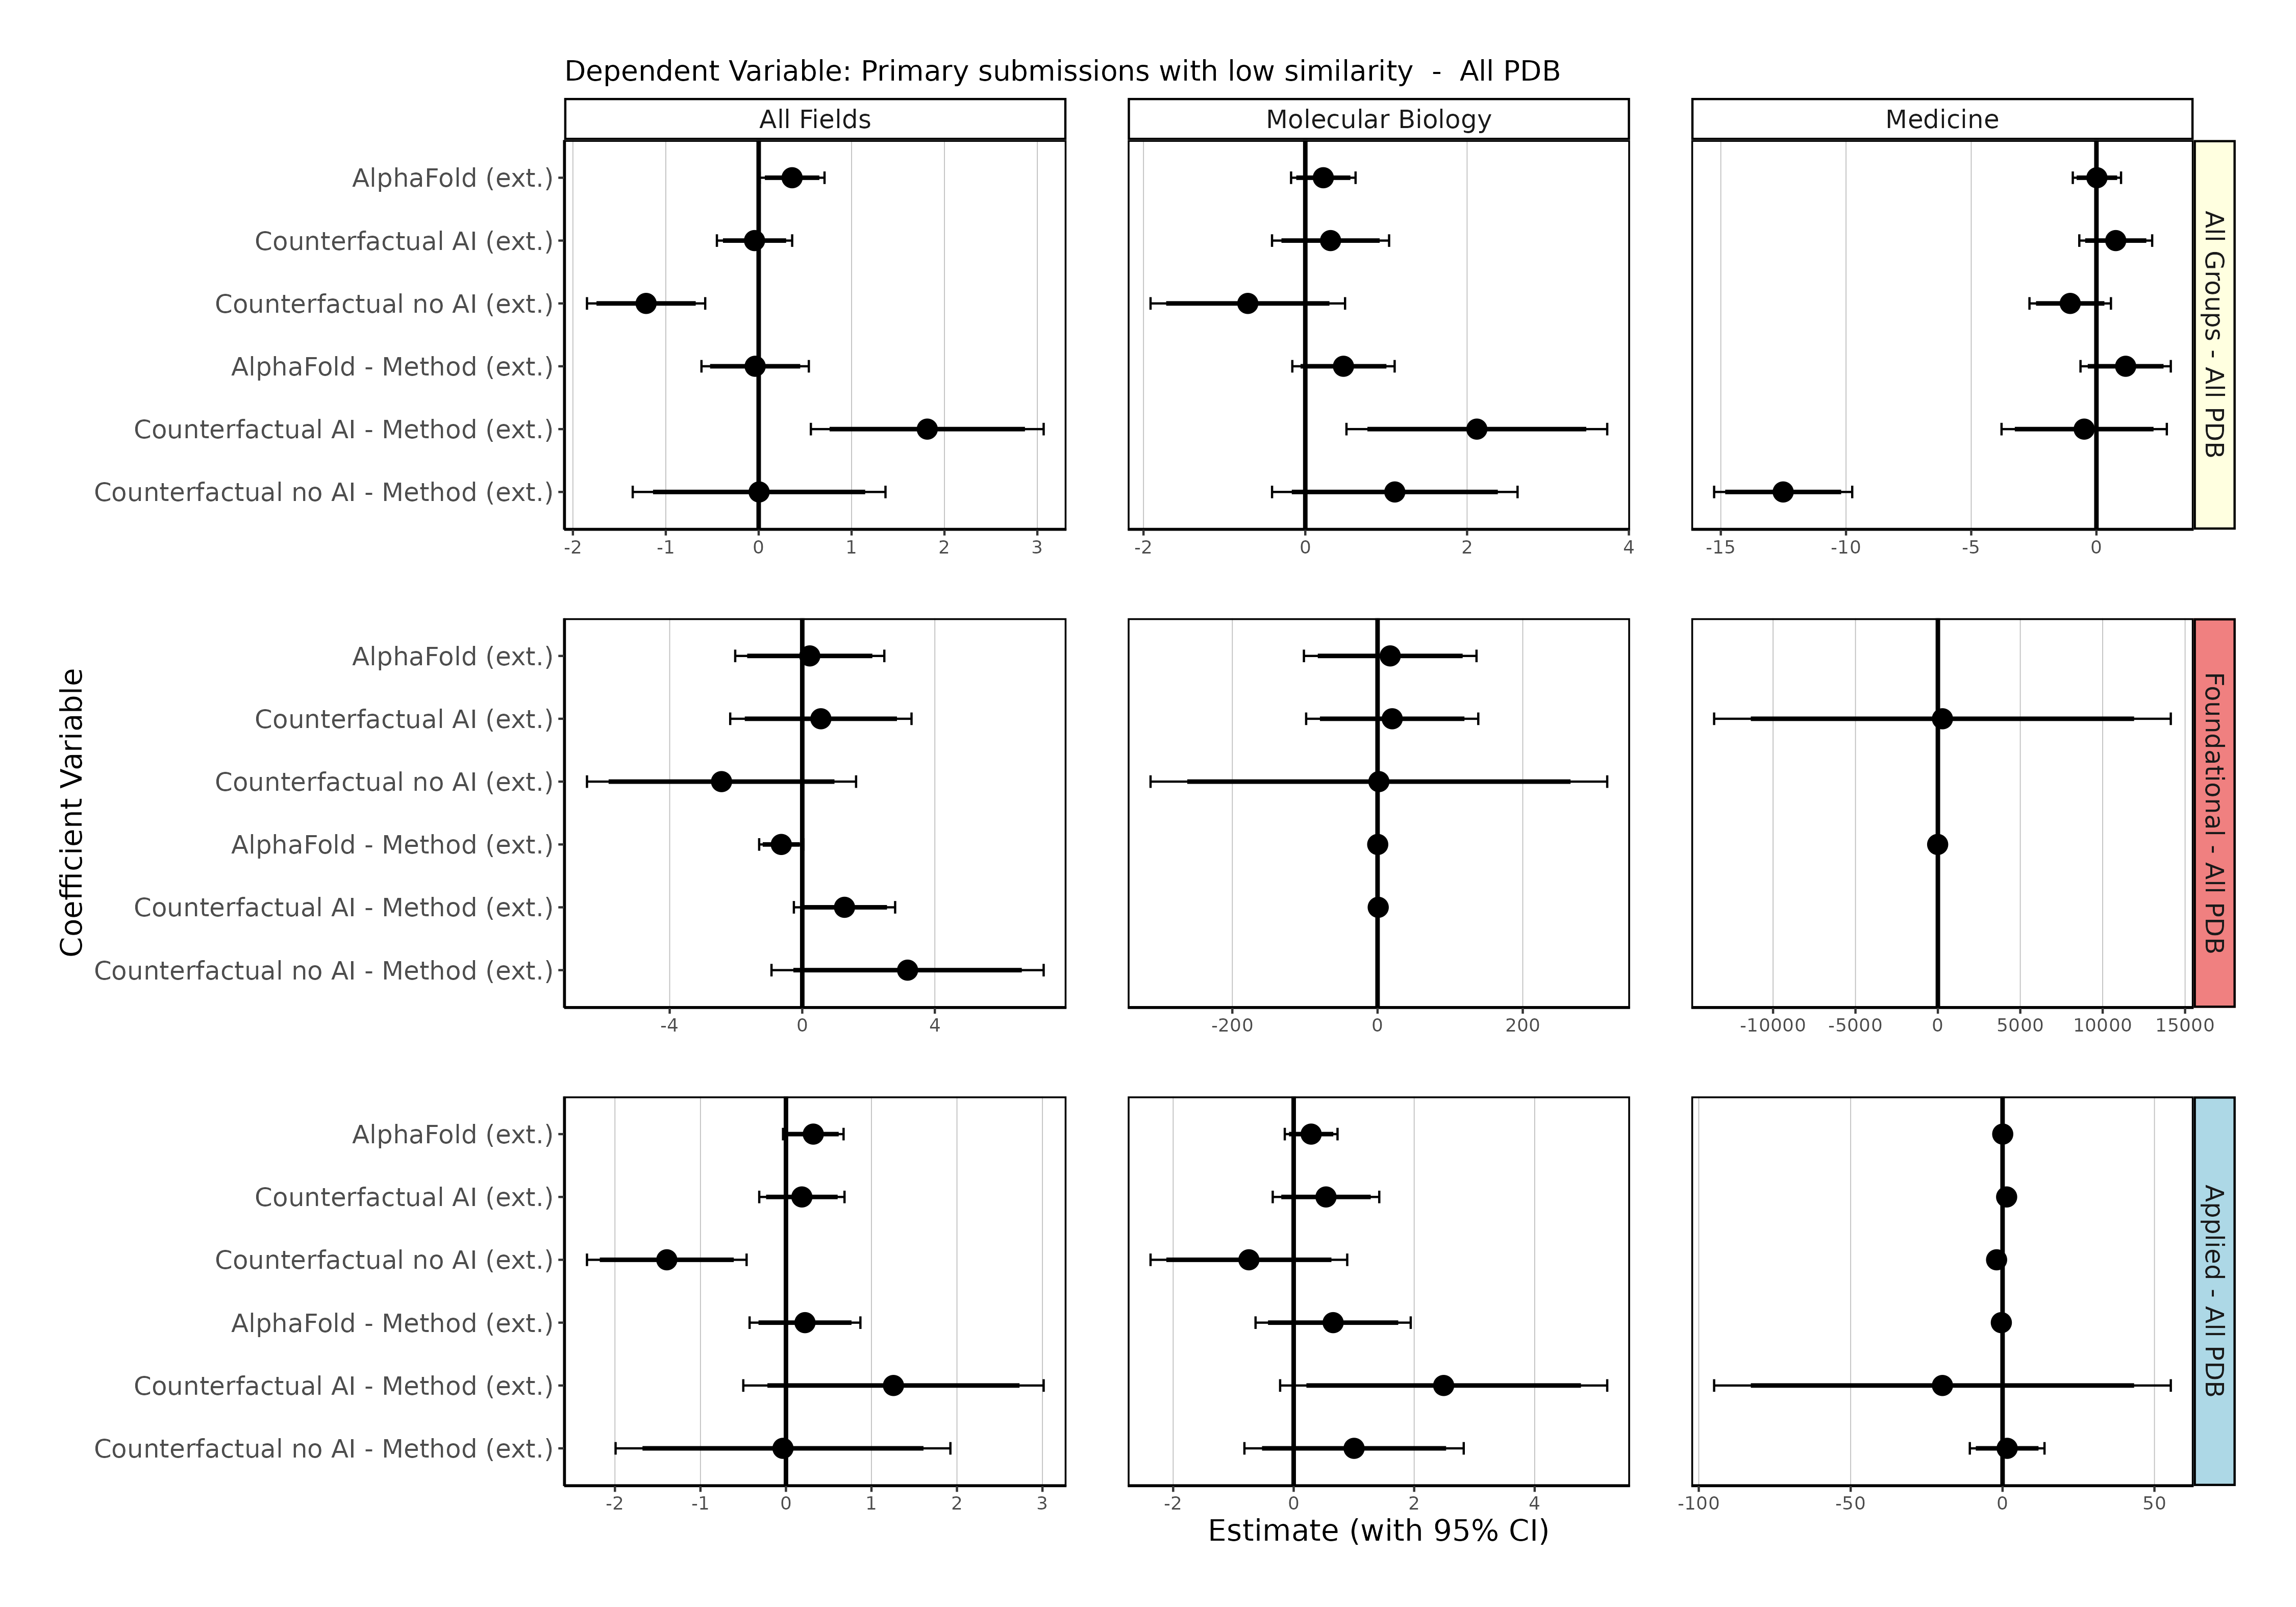 Dependent Variable: Primary submissions with low similarity - All PDB
All Fields
Molecular Biology
Medicine
AlphaFold (ext.)
Counterfactual AI (ext.)
Counterfactual no AI (ext.)
AlphaFold - Method (ext.)
Counterfactual AI - Method (ext.)
Counterfactual no AI - Method (ext.)
All Groups - All PDB
-2 -1 0 1 2 3
-2 0 2 4
-15 -10 -5 0
Coefficient Variable
AlphaFold (ext.)
Counterfactual AI (ext.)
Counterfactual no AI (ext.)
AlphaFold - Method (ext.)
Counterfactual AI - Method (ext.)
Counterfactual no AI - Method (ext.)
Foundational - All PDB
-4 0 4
-200 0 200
-10000 -5000 0 5000 10000 15000
AlphaFold (ext.)
Counterfactual AI (ext.)
Counterfactual no AI (ext.)
AlphaFold - Method (ext.)
Counterfactual AI - Method (ext.)
Counterfactual no AI - Method (ext.)
Applied - All PDB
-2 -1 0 1 2 3
-2 0 2 4
-100 -50 0 50
Estimate (with 95% CI)